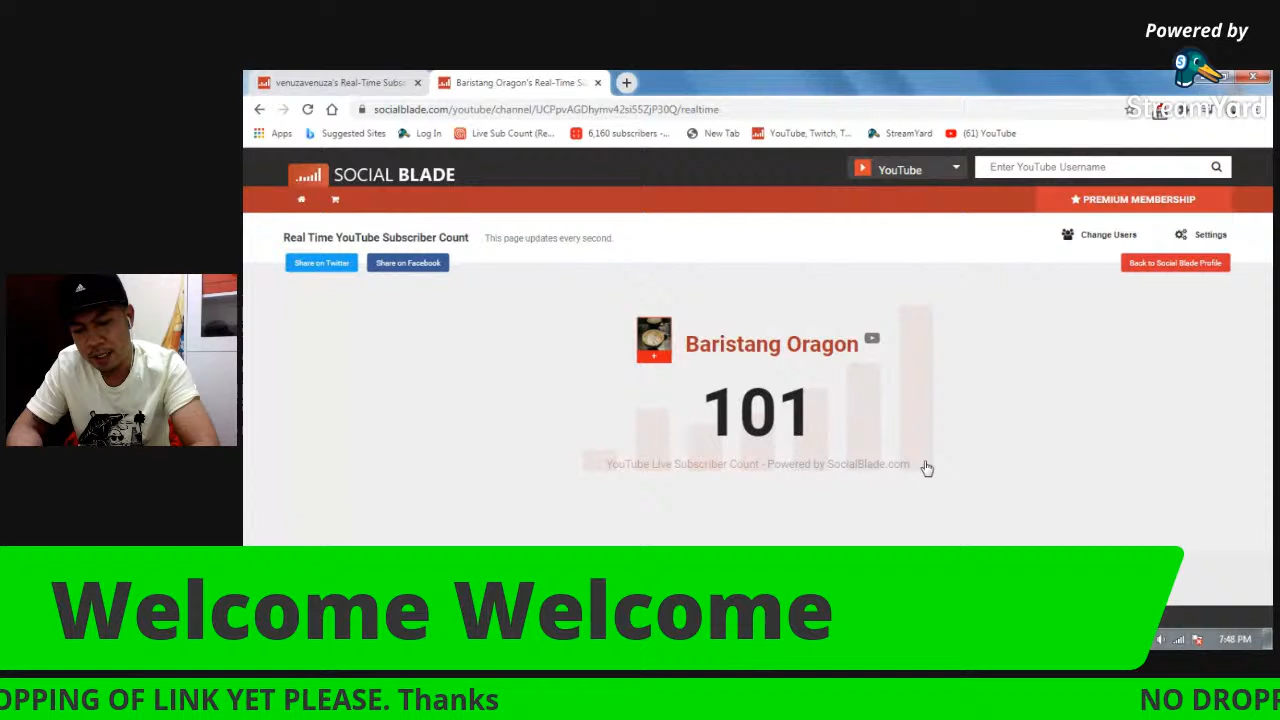 Powered by
StreamYard
venuzavenuza's Real-Time Subsc
Baristang Oragon's Real-Time Su
socialblade.com/youtube/channel/UCPpvAGDhymv42si55ZjP30Q/realtime
Apps
Suggested Sites
Log In
Live Sub Count (Re...
6,160 subscribers -...
New Tab
YouTube, Twitch, T...
StreamYard
(61) YouTube
SOCIAL BLADE
YouTube
Enter YouTube Username
PREMIUM MEMBERSHIP
Real Time YouTube Subscriber Count
This page updates every second.
Change Users
Settings
Share on Twitter
Share on Facebook
Back to Social Blade Profile
Baristang Oragon
101
YouTube Live Subscriber Count - Powered by SocialBlade.com
Welcome Welcome
7:48 PM
OPPING OF LINK YET PLEASE. Thanks
NO DROPP